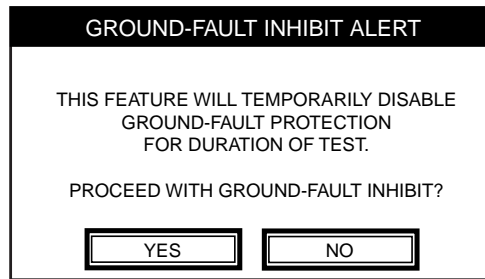 GROUND-FAULT INHIBIT ALERT
THIS FEATURE WILL TEMPORARILY DISABLE
GROUND-FAULT PROTECTION
FOR DURATION OF TEST.
PROCEED WITH GROUND-FAULT INHIBIT?
YES
NO